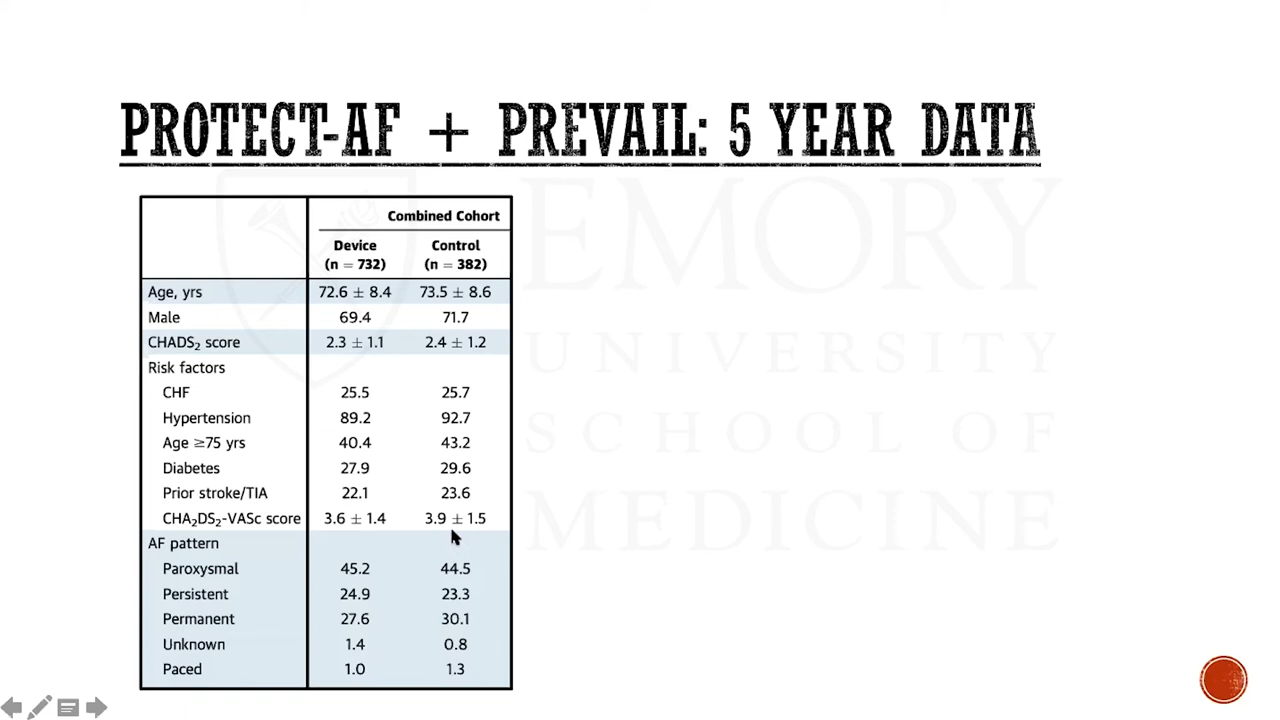 PROTECT-AF + PREVAIL: 5 YEAR DATA
Combined Cohort
Device Control
(n = 732) (n = 382)
Age, yrs 72.6 ± 8.4 73.5 ± 8.6
Male 69.4 71.7
CHADS₂ score 2.3 ± 1.1 2.4 ± 1.2
Risk factors
CHF 25.5 25.7
Hypertension 89.2 92.7
Age ≥75 yrs 40.4 43.2
Diabetes 27.9 29.6
Prior stroke/TIA 22.1 23.6
CHA₂DS₂-VASc score 3.6 ± 1.4 3.9 ± 1.5
AF pattern
Paroxysmal 45.2 44.5
Persistent 24.9 23.3
Permanent 27.6 30.1
Unknown 1.4 0.8
Paced 1.0 1.3
EMORY
UNIVERSITY
SCHOOL OF
MEDICINE